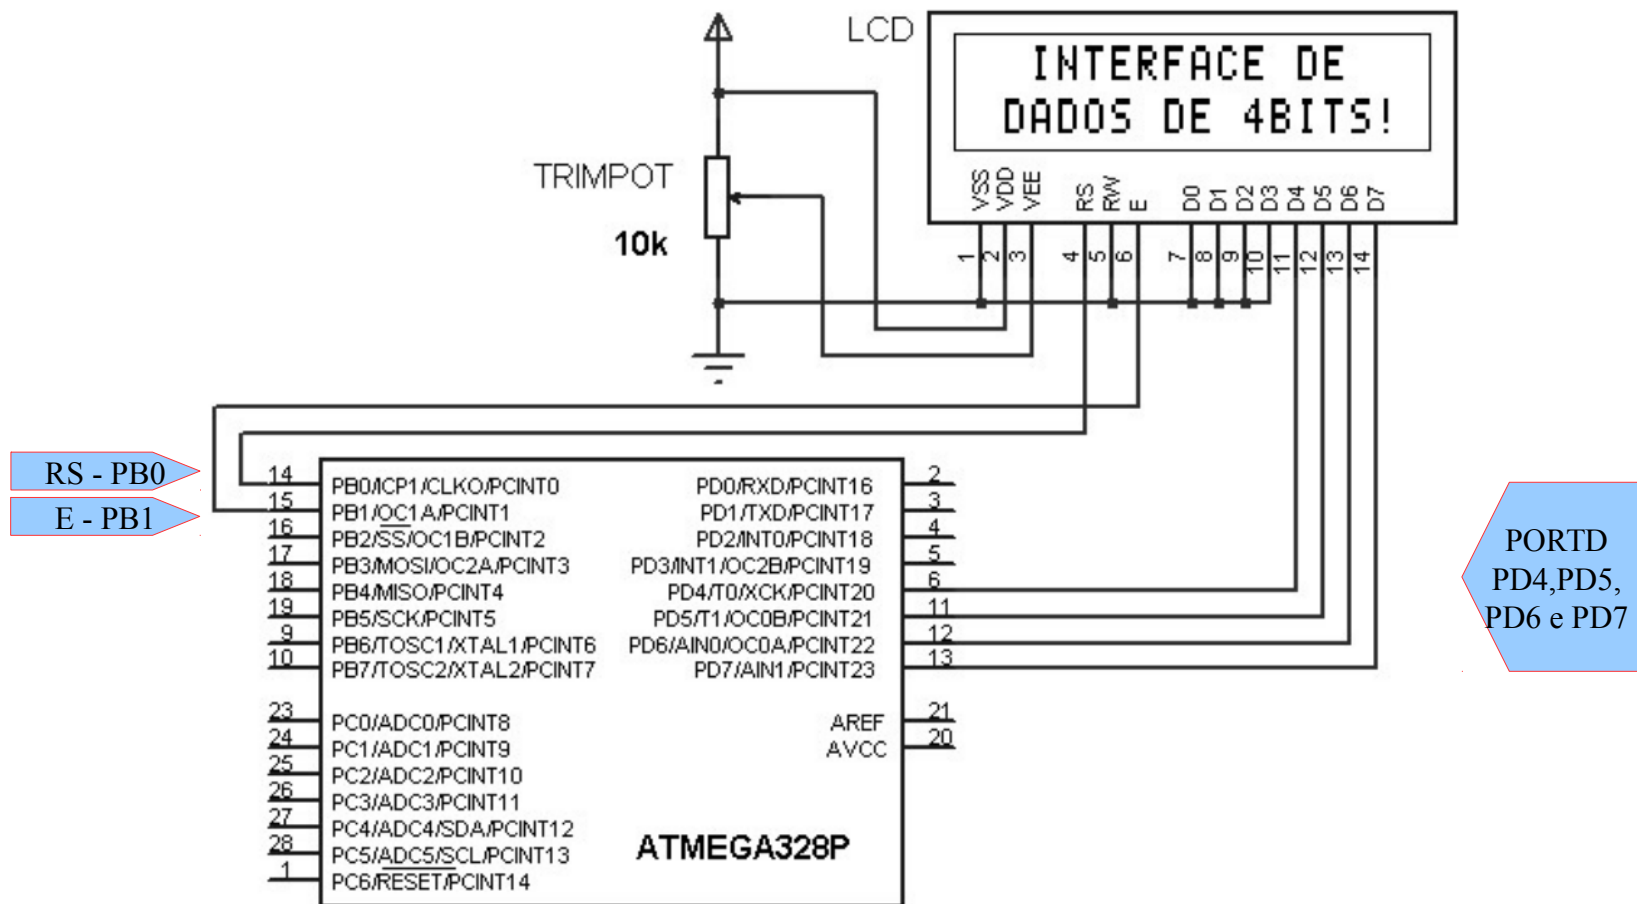 LCD
INTERFACE DE
DADOS DE 4BITS!
TRIMPOT
10k
VSS
VDD
VEE
RS
RW
E
D0
D1
D2
D3
D4
D5
D6
D7
1
2
3
4
5
6
7
8
9
10
11
12
13
14
RS - PB0
E - PB1
14 PB0/ICP1/CLKO/PCINT0
15 PB1/OC1A/PCINT1
16 PB2/SS/OC1B/PCINT2
17 PB3/MOSI/OC2A/PCINT3
18 PB4/MISO/PCINT4
19 PB5/SCK/PCINT5
9 PB6/TOSC1/XTAL1/PCINT6
10 PB7/TOSC2/XTAL2/PCINT7
23 PC0/ADC0/PCINT8
24 PC1/ADC1/PCINT9
25 PC2/ADC2/PCINT10
26 PC3/ADC3/PCINT11
27 PC4/ADC4/SDA/PCINT12
28 PC5/ADC5/SCL/PCINT13
1 PC6/RESET/PCINT14
PD0/RXD/PCINT16 2
PD1/TXD/PCINT17 3
PD2/INT0/PCINT18 4
PD3/INT1/OC2B/PCINT19 5
PD4/T0/XCK/PCINT20 6
PD5/T1/OC0B/PCINT21 11
PD6/AIN0/OC0A/PCINT22 12
PD7/AIN1/PCINT23 13
AREF 21
AVCC 20
ATMEGA328P
PORTD
PD4,PD5,
PD6 e PD7